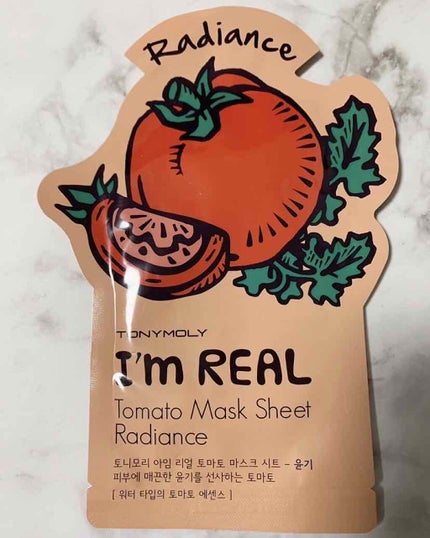 Radiance
TONYMOLY
I'm REAL
Tomato Mask Sheet
Radiance
토니모리 아임 리얼 토마토 마스크 시트 – 윤기
피부에 매끈한 윤기를 선사하는 토마토
[ 워터 타입의 토마토 에센스 ]